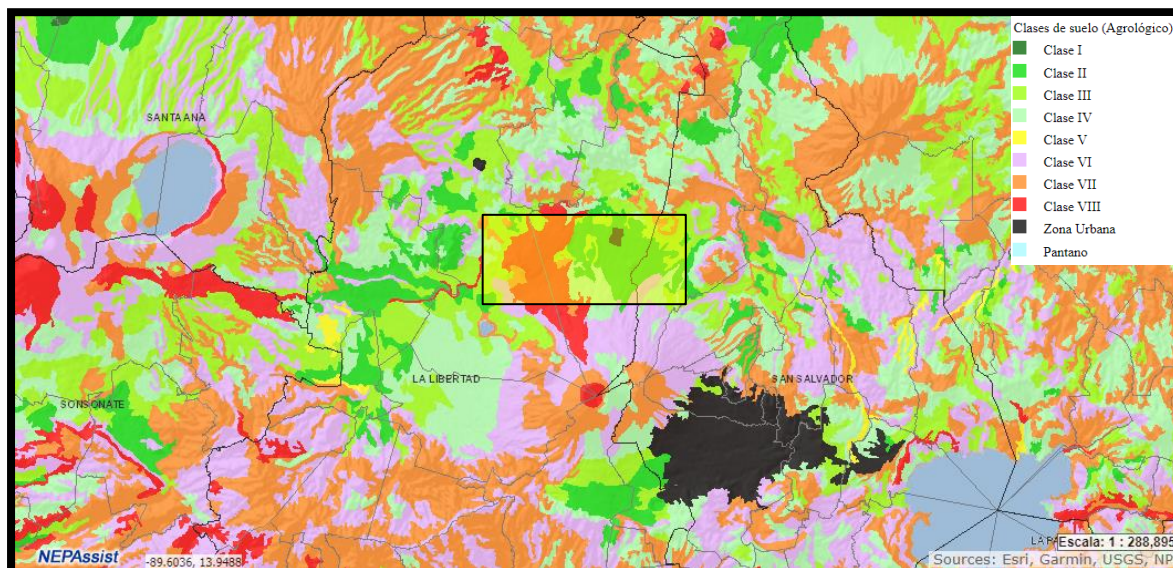 Clases de suelo (Agrológico)
Clase I
Clase II
Clase III
Clase IV
Clase V
Clase VI
Clase VII
Clase VIII
Zona Urbana
Pantano
SANTA ANA
LA LIBERTAD
SAN SALVADOR
SONSONATE
LA PA
Escala: 1 : 288,895
NEPAssist
-89.6036, 13.9488
Sources: Esri, Garmin, USGS, NP